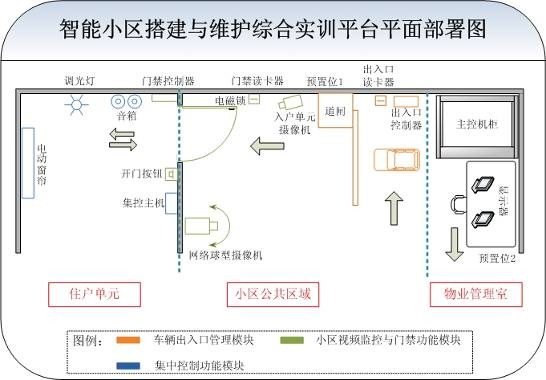 智能小区搭建与维护综合实训平台平面部署图
调光灯
音箱
门禁控制器
电磁锁
门禁读卡器
预置位1
出入口
读卡器
入户单元
摄像机
道闸
出入口
控制器
主控机柜
电动窗帘
开门按钮
集控主机
网络球型摄像机
显示器
预置位2
住户单元
小区公共区域
物业管理室
图例：
车辆出入口管理模块
小区视频监控与门禁功能模块
集中控制功能模块